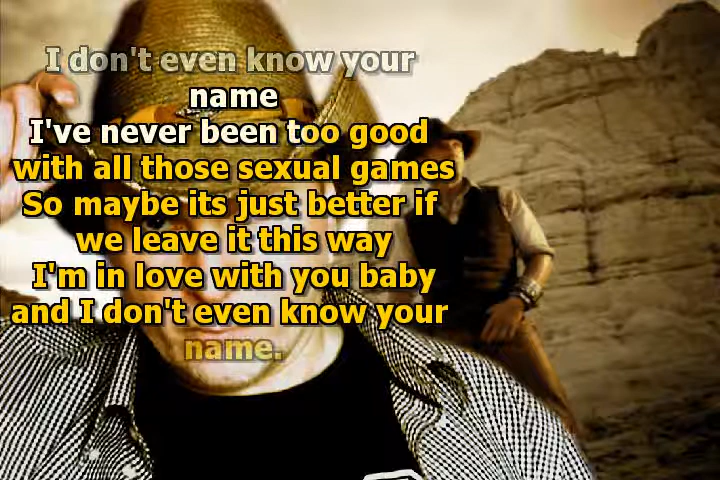 I don't even know your
name
I've never been too good
with all those sexual games
So maybe its just better if
we leave it this way
I'm in love with you baby
and I don't even know your
name.